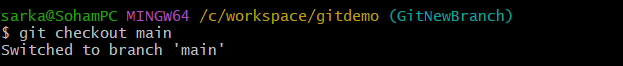 sarka@SohamPC MINGW64 /c/workspace/gitdemo (GitNewBranch)
$ git checkout main
Switched to branch 'main'